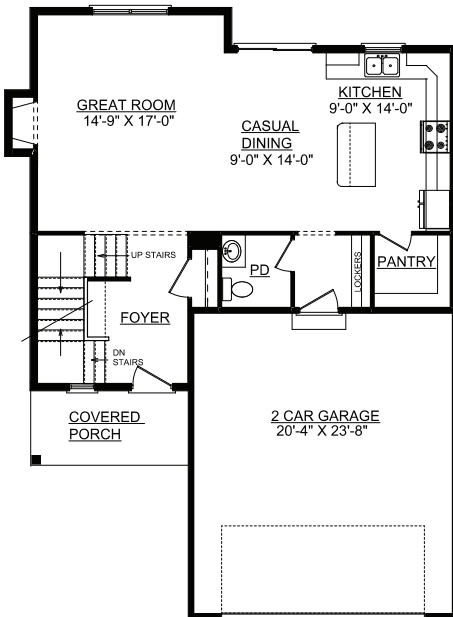 GREAT ROOM
14'-9" X 17'-0"
KITCHEN
9'-0" X 14'-0"
CASUAL
DINING
9'-0" X 14'-0"
UP STAIRS
PD
LOCKERS
PANTRY
FOYER
DN
STAIRS
COVERED
PORCH
2 CAR GARAGE
20'-4" X 23'-8"